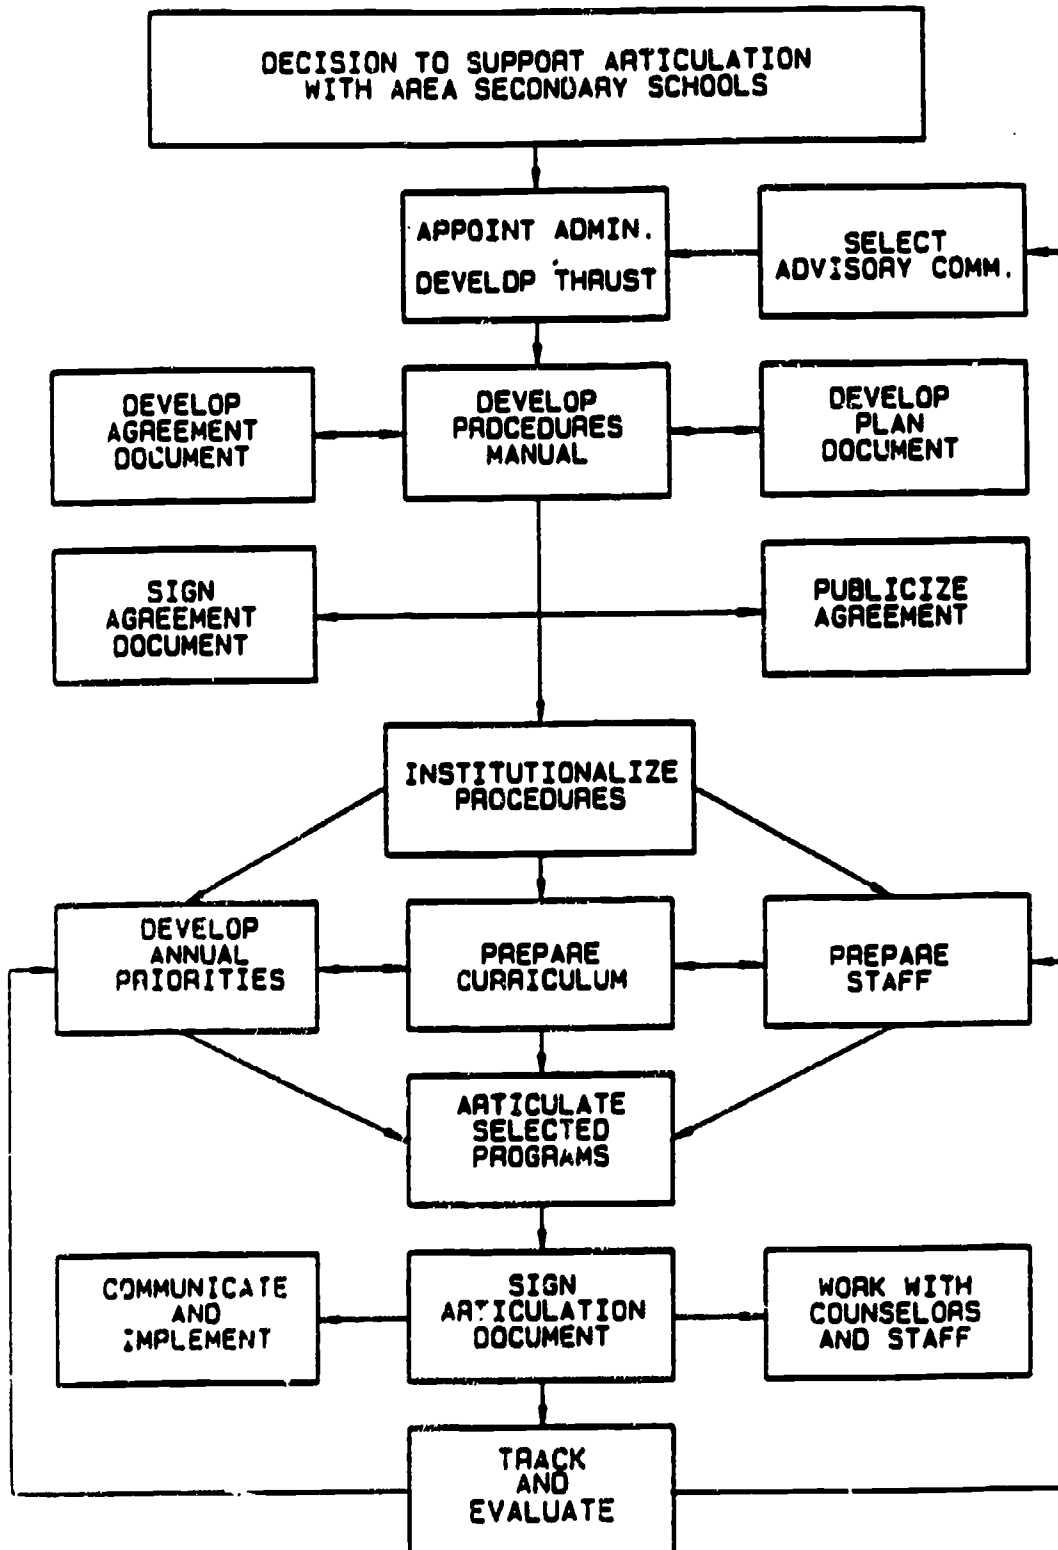 DECISION TO SUPPORT ARTICULATION
WITH AREA SECONDARY SCHOOLS
APPOINT ADMIN.
DEVELOP THRUST
SELECT
ADVISORY COMM.
DEVELOP
AGREEMENT
DOCUMENT
DEVELOP
PROCEDURES
MANUAL
DEVELOP
PLAN
DOCUMENT
SIGN
AGREEMENT
DOCUMENT
PUBLICIZE
AGREEMENT
INSTITUTIONALIZE
PROCEDURES
DEVELOP
ANNUAL
PRIORITIES
PREPARE
CURRICULUM
PREPARE
STAFF
ARTICULATE
SELECTED
PROGRAMS
COMMUNICATE
AND
IMPLEMENT
SIGN
ARTICULATION
DOCUMENT
WORK WITH
COUNSELORS
AND STAFF
TRACK
AND
EVALUATE